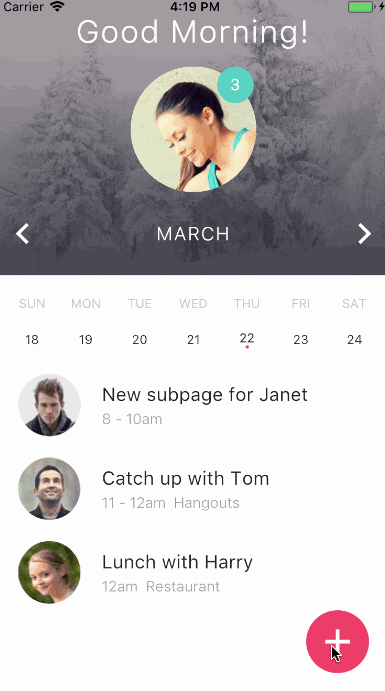 Carrier 4:19 PM
Good Morning!
3
MARCH
SUN MON TUE WED THU FRI SAT
18 19 20 21 22 23 24
New subpage for Janet
8 - 10am
Catch up with Tom
11 - 12am Hangouts
Lunch with Harry
12am Restaurant